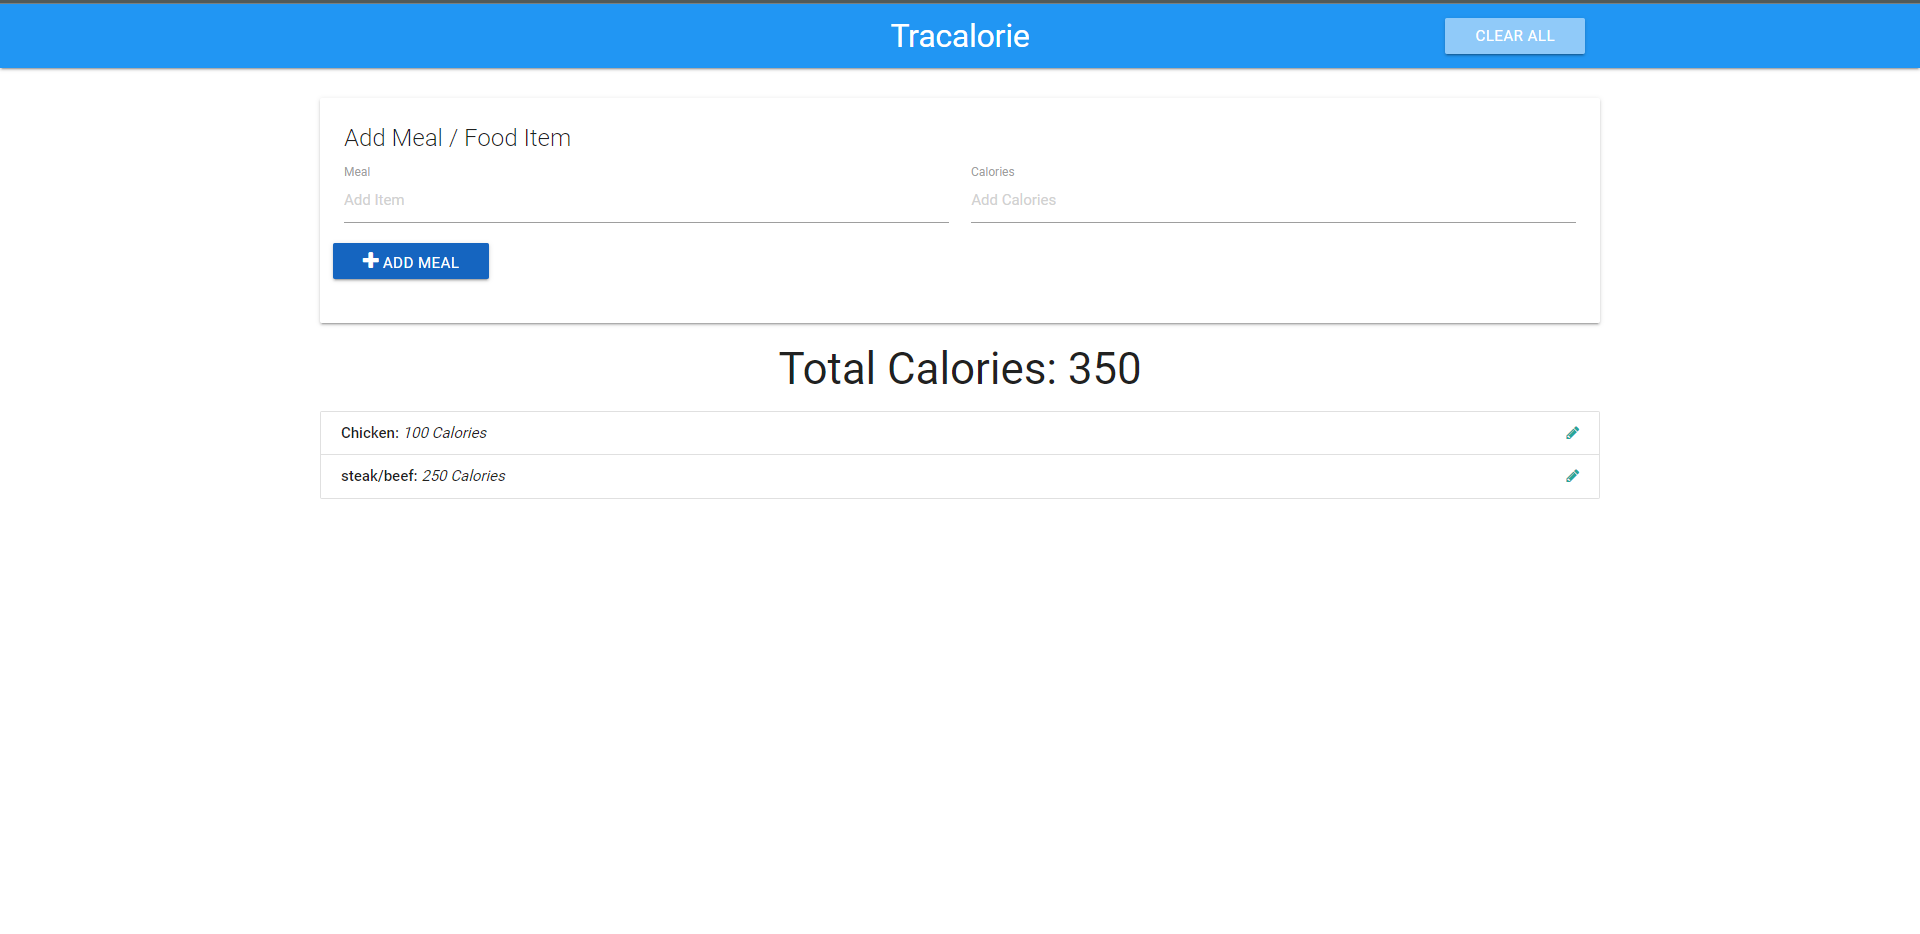 Tracalorie
CLEAR ALL
Add Meal / Food Item
Meal
Calories
Add Item
Add Calories
ADD MEAL
Total Calories: 350
Chicken: 100 Calories
steak/beef: 250 Calories